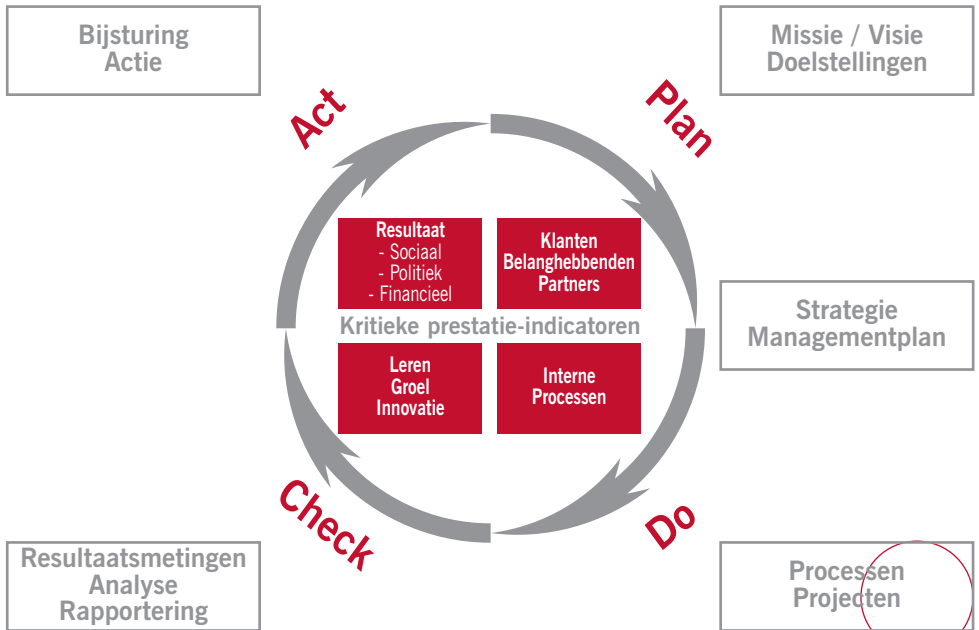 Bijsturing
Actie
Missie / Visie
Doelstellingen
Act
Plan
Resultaat
- Sociaal
- Politiek
- Financieel
Klanten
Belanghebbenden
Partners
Kritieke prestatie-indicatoren
Strategie
Managementplan
Leren
Groel
Innovatie
Interne
Processen
Check
Do
Resultaatsmetingen
Analyse
Rapportering
Processen
Projecten